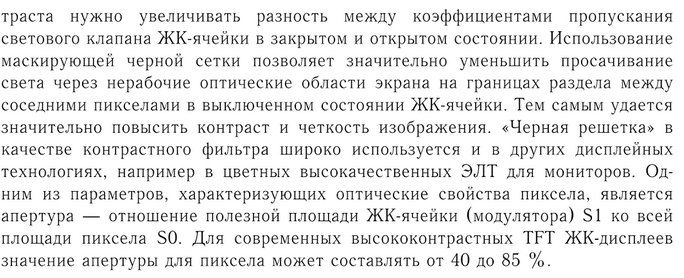 траста нужно увеличивать разность между коэффициентами пропускания
светового клапана ЖК-ячейки в закрытом и открытом состоянии. Использование
маскирующей черной сетки позволяет значительно уменьшить просачивание
света через нерабочие оптические области экрана на границах раздела между
соседними пикселами в выключенном состоянии ЖК-ячейки. Тем самым удается
значительно повысить контраст и четкость изображения. «Черная решетка» в
качестве контрастного фильтра широко используется и в других дисплейных
технологиях, например в цветных высококачественных ЭЛТ для мониторов. Од-
ним из параметров, характеризующих оптические свойства пиксела, является
апертура — отношение полезной площади ЖК-ячейки (модулятора) S1 ко всей
площади пиксела S0. Для современных высококонтрастных TFT ЖК-дисплеев
значение апертуры для пиксела может составлять от 40 до 85 %.